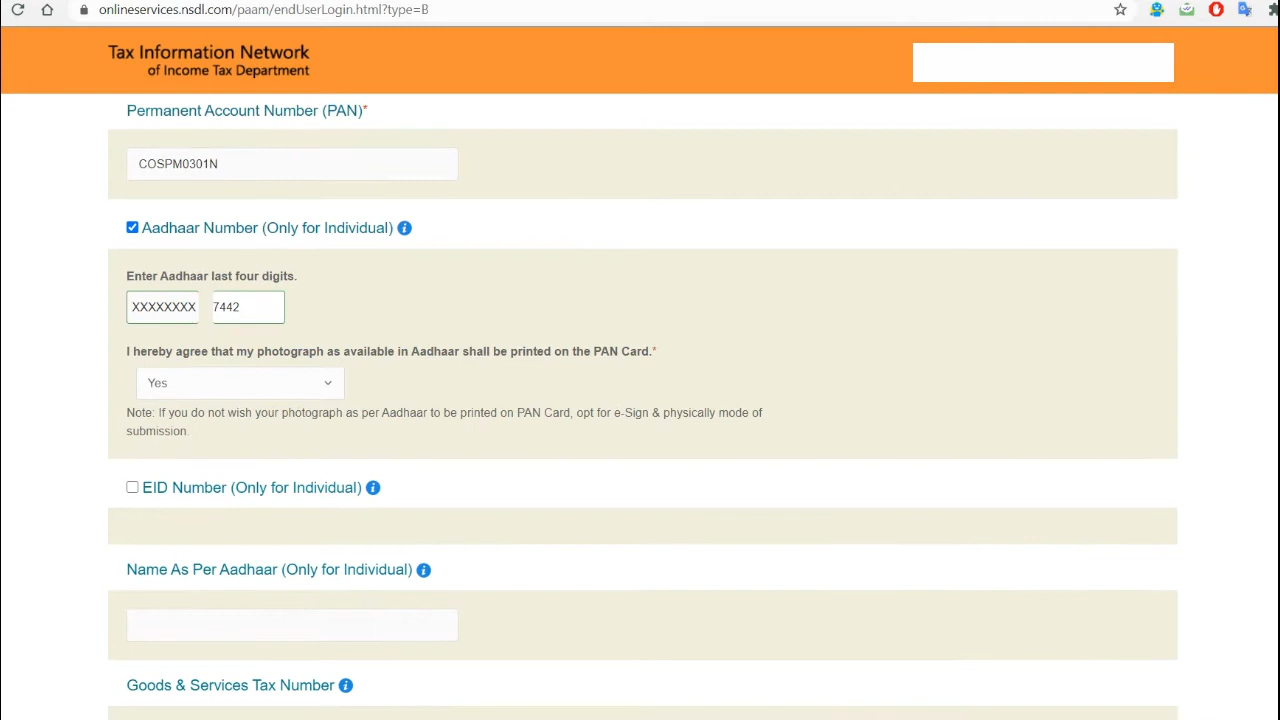 onlineservices.nsdl.com/paam/endUserLogin.html?type=B
Tax Information Network
of Income Tax Department
Permanent Account Number (PAN)*
COSPM0301N
Aadhaar Number (Only for Individual)
Enter Aadhaar last four digits.
XXXXXXXX 7442
I hereby agree that my photograph as available in Aadhaar shall be printed on the PAN Card.*
Yes
Note: If you do not wish your photograph as per Aadhaar to be printed on PAN Card, opt for e-Sign & physically mode of
submission.
EID Number (Only for Individual)
Name As Per Aadhaar (Only for Individual)
Goods & Services Tax Number